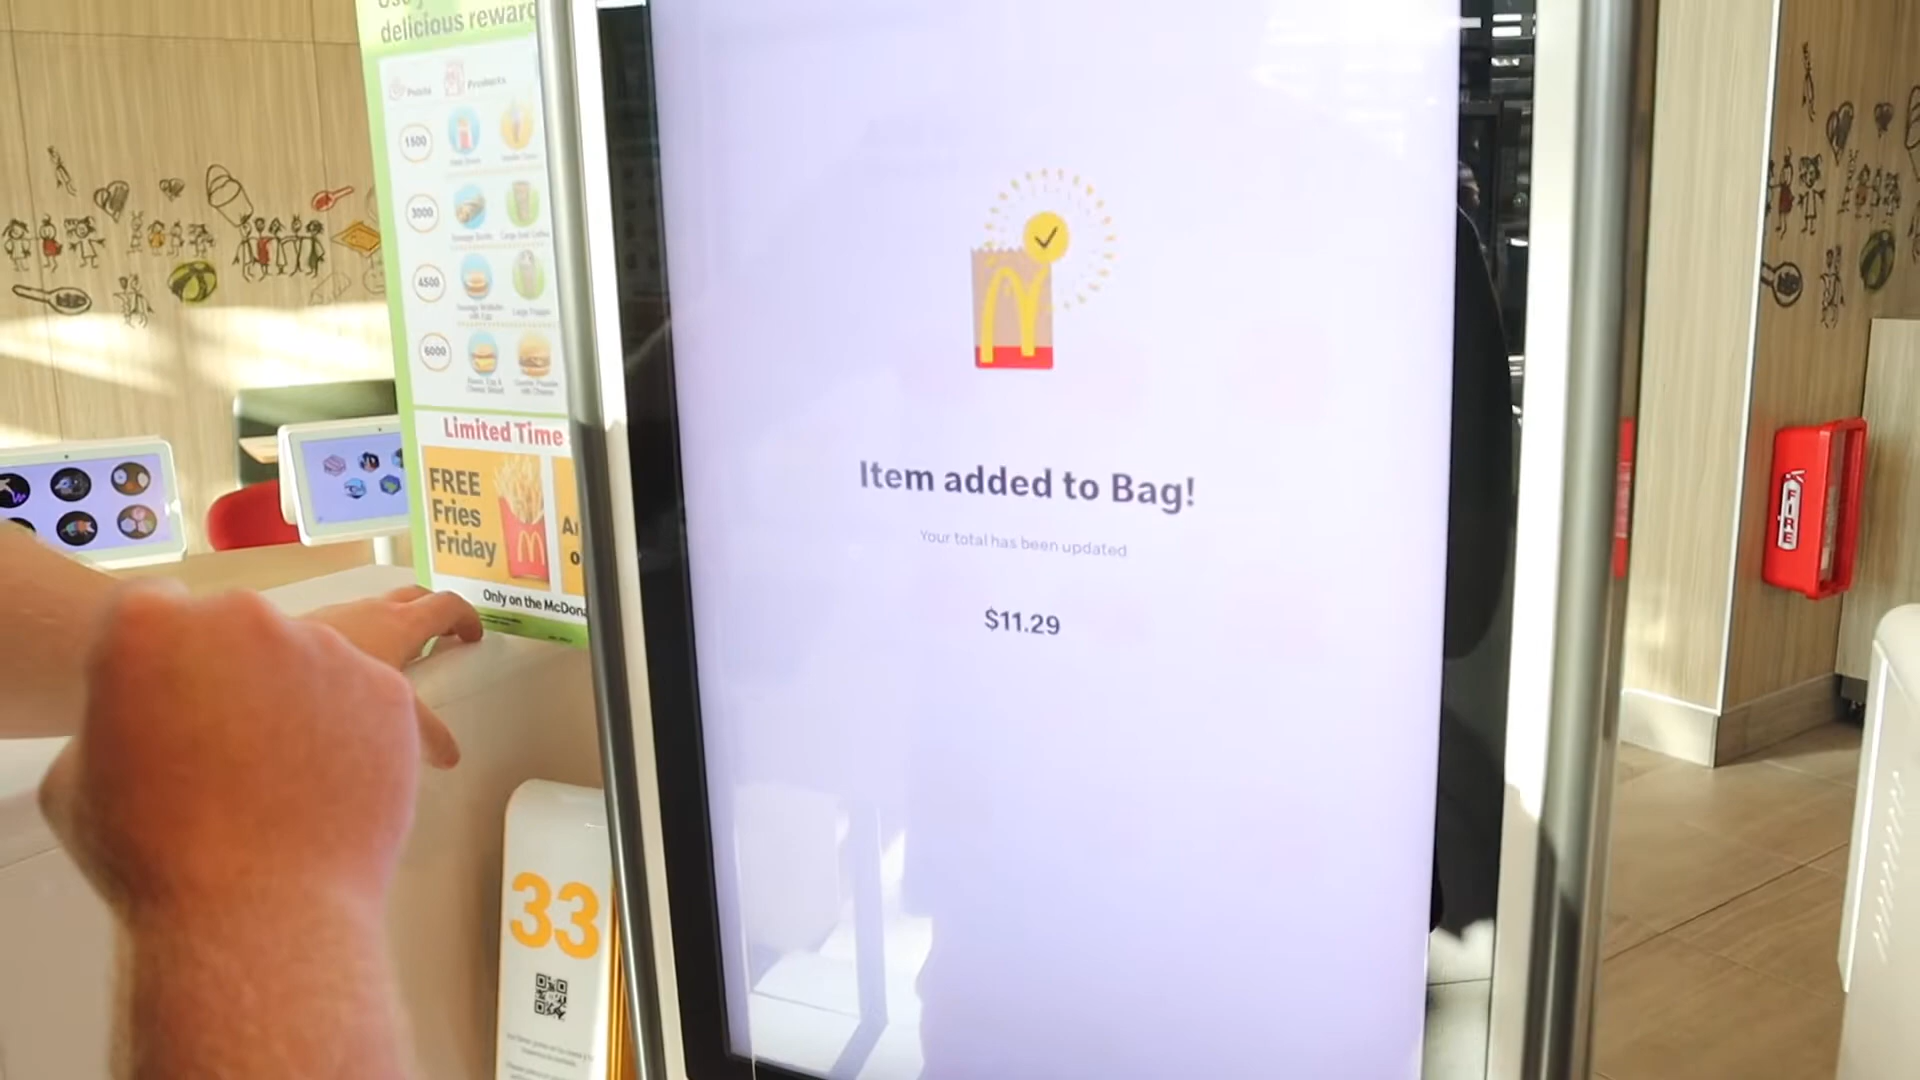 delicious reward
Points
Products
1500
3000
4500
6000
Limited Time
FREE
Fries
Friday
Only on the McDona
Item added to Bag!
Your total has been updated
$11.29
33
FIRE